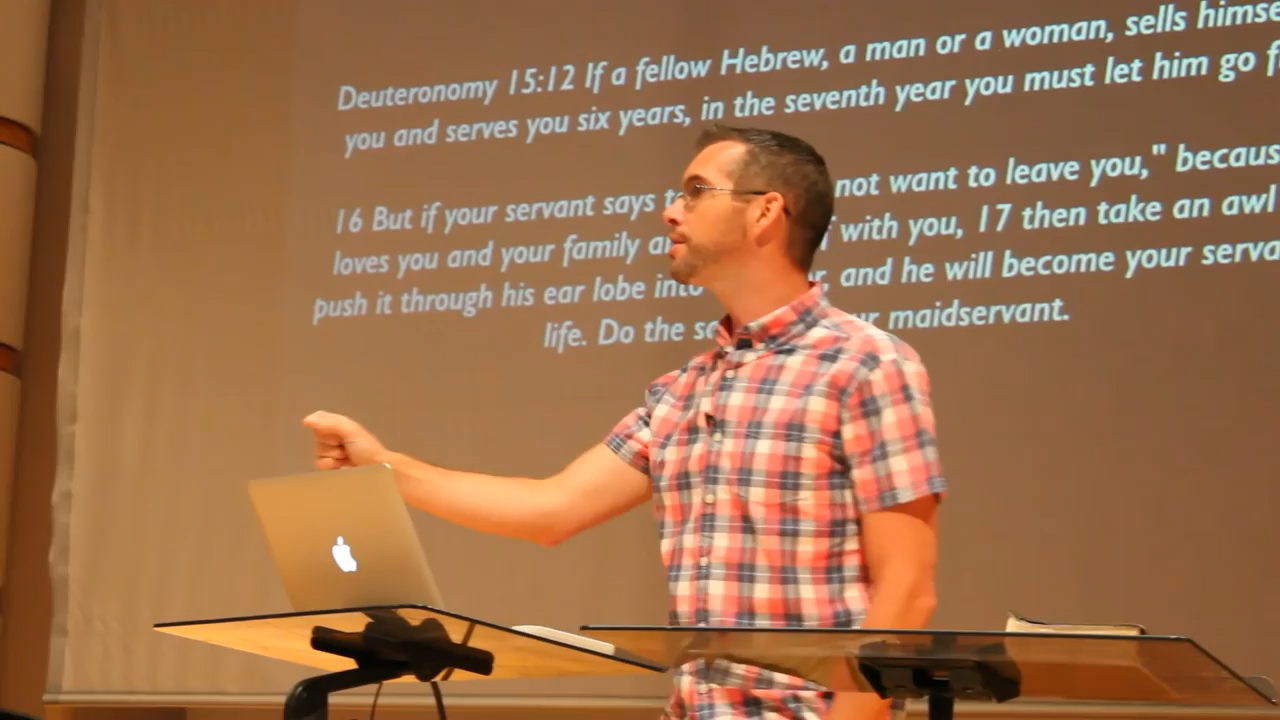 Deuteronomy 15:12 If a fellow Hebrew, a man or a woman, sells
you and serves you six years, in the seventh year you must let him go
16 But if your servant says not want to leave you,"
loves you and your family with you, 17 then take an awl
push it through his ear lobe into and he will become your
life. Do the maidservant.